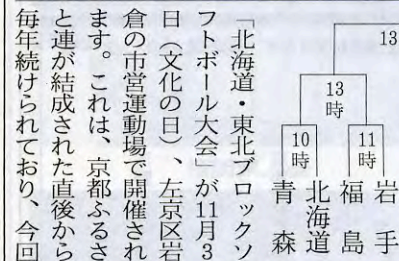 13
13時
11時
10時
岩手
福島
北海道
青森
「北海道・東北ブロックソ
フトボール大会」が11月3
日(文化の日)、左京区岩
倉の市営運動場で開催され
ます。これは、京都ふるさ
と連が結成された直後から
毎年続けられており、今回